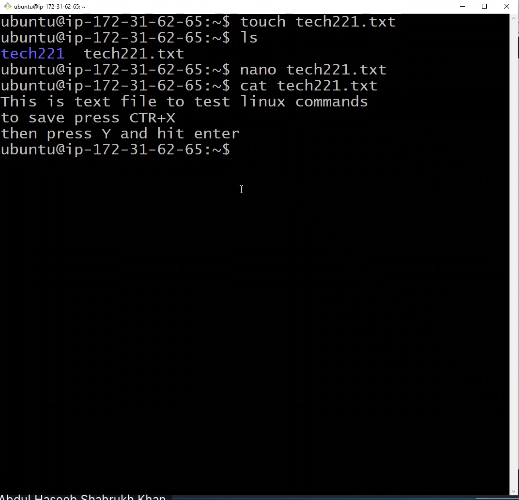 ubuntu@ip-172-31-62-65: ~
ubuntu@ip-172-31-62-65:~$ touch tech221.txt
ubuntu@ip-172-31-62-65:~$ ls
tech221  tech221.txt
ubuntu@ip-172-31-62-65:~$ nano tech221.txt
ubuntu@ip-172-31-62-65:~$ cat tech221.txt
This is text file to test linux commands
to save press CTR+X
then press Y and hit enter
ubuntu@ip-172-31-62-65:~$
Abdul Haseeb Shahrukh Khan